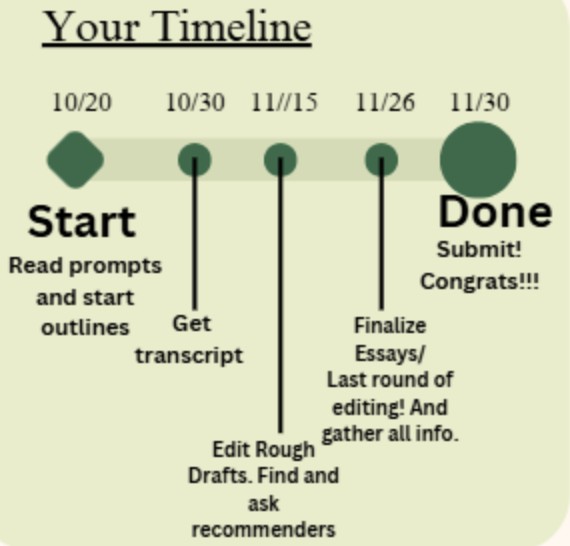 Your Timeline
10/20 10/30 11//15 11/26 11/30
Start
Read prompts
and start
outlines
Get
transcript
Edit Rough
Drafts. Find and
ask
recommenders
Finalize
Essays/
Last round of
editing! And
gather all info.
Done
Submit!
Congrats!!!